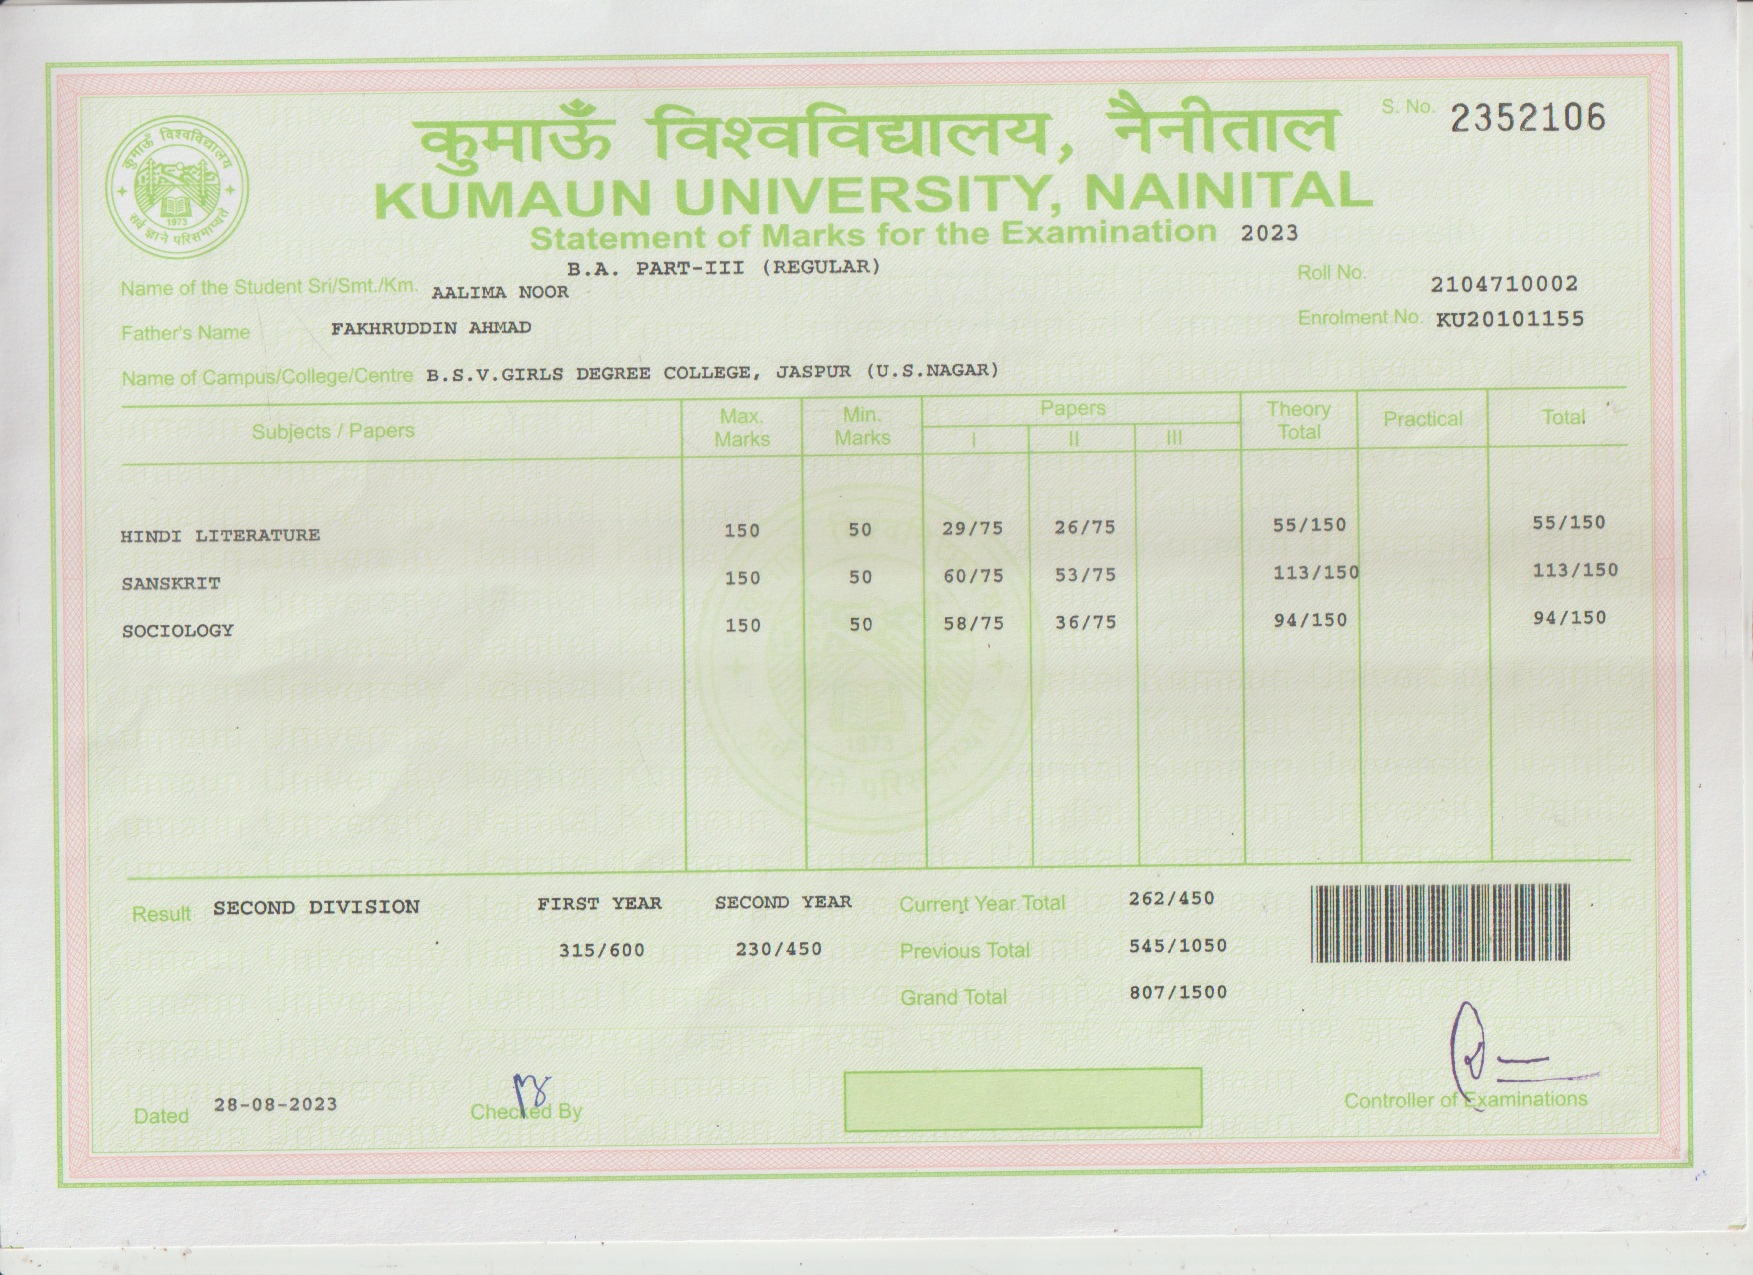 कुमाऊँ विश्वविद्यालय, नैनीताल
S. No. 2352106
KUMAUN UNIVERSITY, NAINITAL
Statement of Marks for the Examination 2023
B.A. PART-III (REGULAR)
Name of the Student Sri/Smt./Km. AALIMA NOOR
Roll No. 2104710002
Father's Name FAKHRUDDIN AHMAD
Enrolment No. KU20101155
Name of Campus/College/Centre B.S.V.GIRLS DEGREE COLLEGE, JASPUR (U.S.NAGAR)
Subjects / Papers Max. Marks Min. Marks Papers I II III Theory Total Practical Total
HINDI LITERATURE 150 50 29/75 26/75 55/150 55/150
SANSKRIT 150 50 60/75 53/75 113/150 113/150
SOCIOLOGY 150 50 58/75 36/75 94/150 94/150
Result SECOND DIVISION FIRST YEAR SECOND YEAR Current Year Total 262/450
315/600 230/450 Previous Total 545/1050
Grand Total 807/1500
Dated 28-08-2023 Checked By Controller of Examinations
कुमाऊँ विश्वविद्यालय
1973